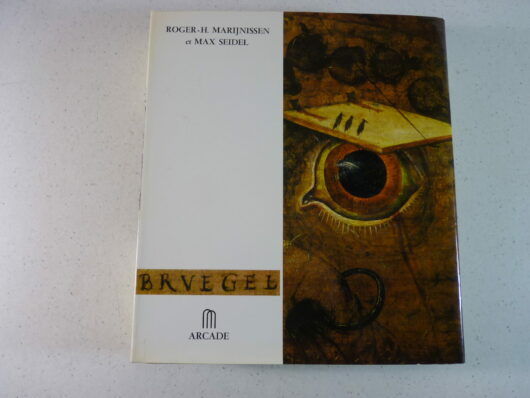 ROGER-H. MARIJNISSEN
et MAX SEIDEL
BRVEGEL
ARCADE